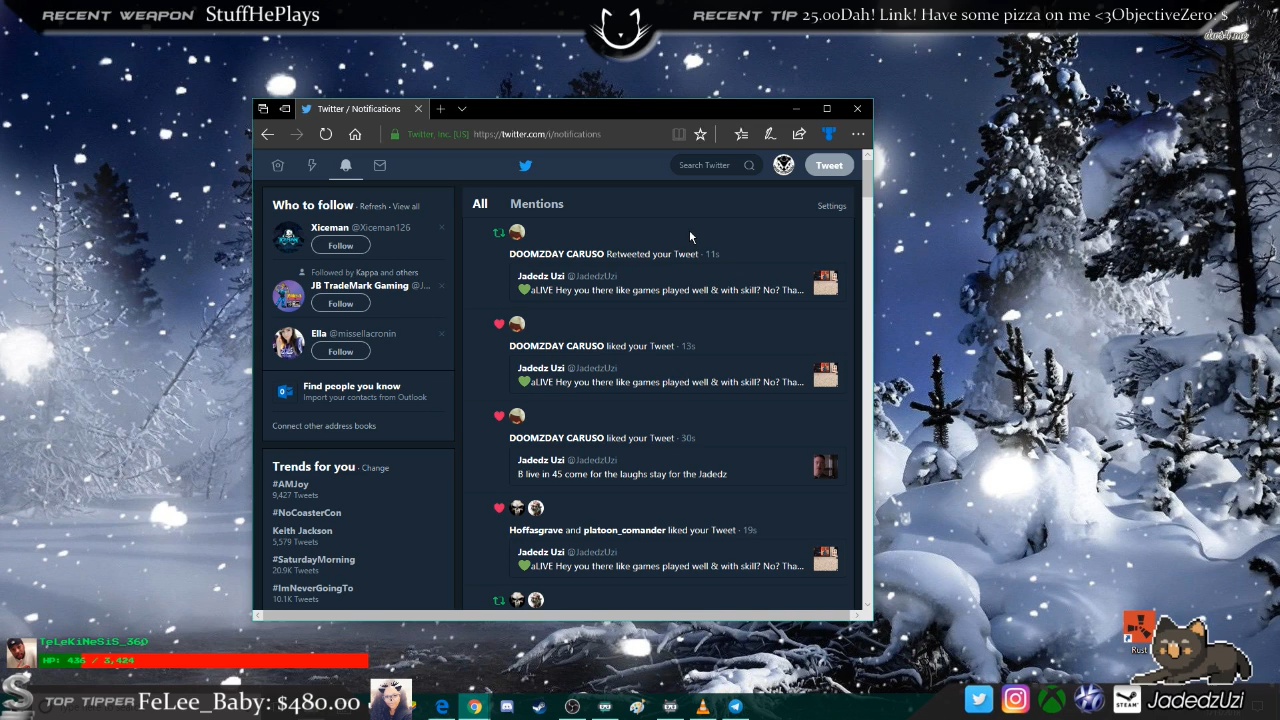 RECENT WEAPON StuffHePlays
RECENT TIP 25.00Dah! Link! Have some pizza on me <3ObjectiveZero: $
Twitter / Notifications
Twitter, Inc. [US] https://twitter.com/i/notifications
Search Twitter
Tweet
Who to follow · Refresh · View all
Xiceman @Xiceman126
Follow
Followed by Kappa and others
JB TradeMark Gaming @J...
Follow
Ella @missellacronin
Follow
Find people you know
Import your contacts from Outlook
Connect other address books
Trends for you · Change
#AMJoy
9,427 Tweets
#NoCoasterCon
Keith Jackson
5,579 Tweets
#SaturdayMorning
20.9K Tweets
#ImNeverGoingTo
10.1K Tweets
All Mentions
Settings
DOOMZDAY CARUSO Retweeted your Tweet · 11s
Jadedz Uzi @JadedzUzi
💚aLIVE Hey you there like games played well & with skill? No? Tha...
DOOMZDAY CARUSO liked your Tweet · 13s
Jadedz Uzi @JadedzUzi
💚aLIVE Hey you there like games played well & with skill? No? Tha...
DOOMZDAY CARUSO liked your Tweet · 30s
Jadedz Uzi @JadedzUzi
B live in 45 come for the laughs stay for the Jadedz
Hoffasgrave and platoon_comander liked your Tweet · 19s
Jadedz Uzi @JadedzUzi
💚aLIVE Hey you there like games played well & with skill? No? Tha...
TeLeKiNeSiS_36p
HP: 436 / 3,424
Rust
TOP TIPPER FeLee_Baby: $480.00
STEAM
JadedzUzi